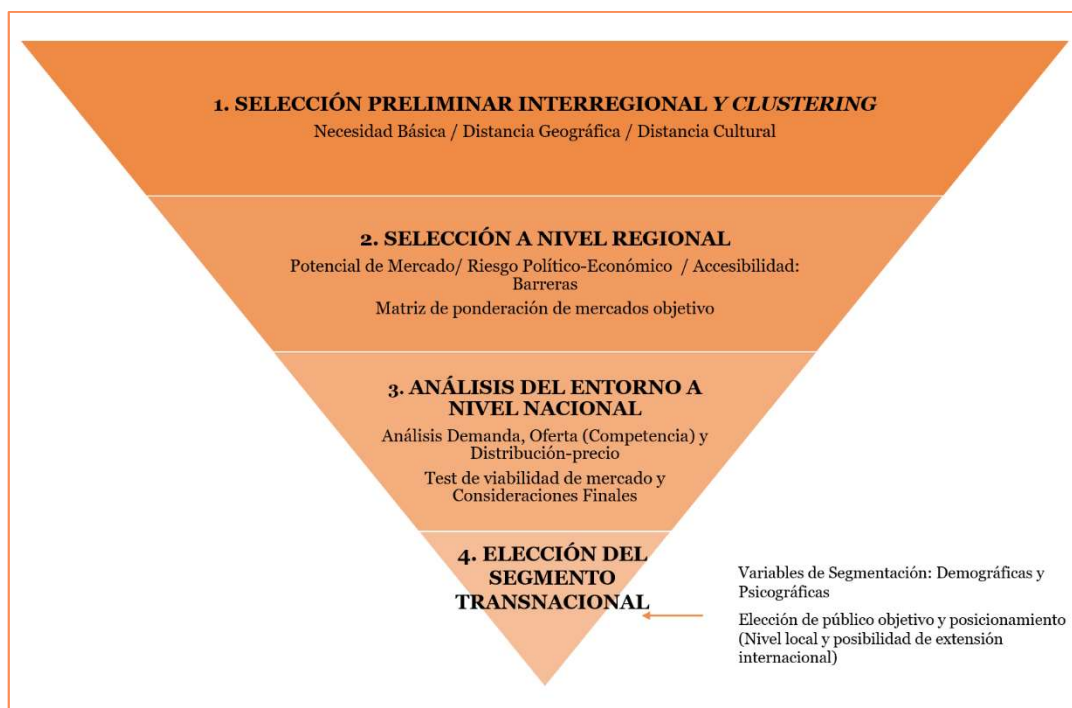 1. SELECCIÓN PRELIMINAR INTERREGIONAL Y CLUSTERING
Necesidad Básica / Distancia Geográfica / Distancia Cultural
2. SELECCIÓN A NIVEL REGIONAL
Potencial de Mercado/ Riesgo Político-Económico / Accesibilidad:
Barreras
Matriz de ponderación de mercados objetivo
3. ANÁLISIS DEL ENTORNO A
NIVEL NACIONAL
Análisis Demanda, Oferta (Competencia) y
Distribución-precio
Test de viabilidad de mercado y
Consideraciones Finales
4. ELECCIÓN DEL
SEGMENTO
TRANSNACIONAL
Variables de Segmentación: Demográficas y
Psicográficas
Elección de público objetivo y posicionamiento
(Nivel local y posibilidad de extensión
internacional)